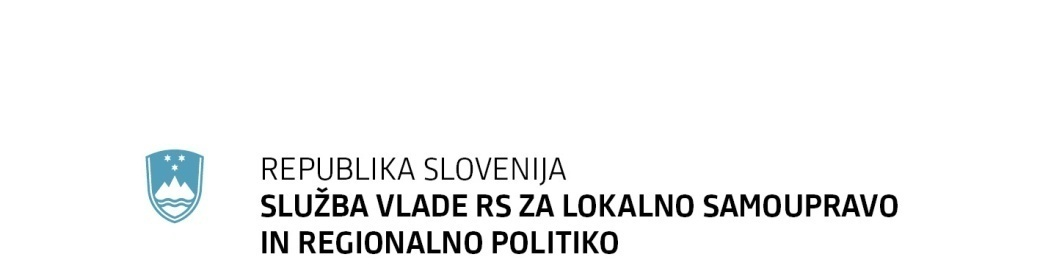 REPUBLIKA SLOVENIJA
SLUŽBA VLADE RS ZA LOKALNO SAMOUPRAVO
IN REGIONALNO POLITIKO